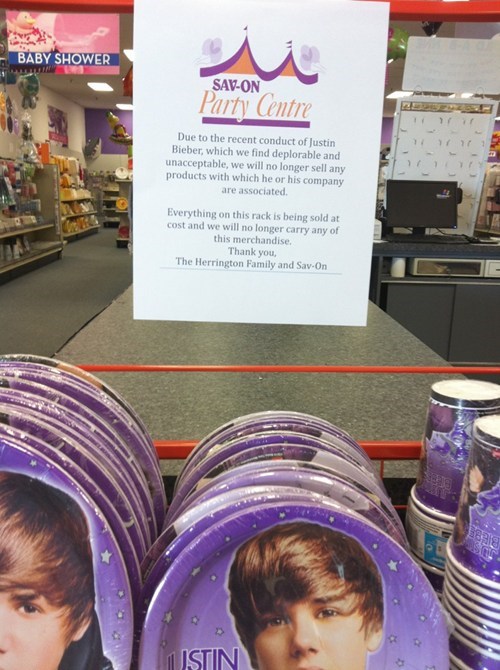 BABY SHOWER
SAV-ON
Party Centre
Due to the recent conduct of Justin
Bieber, which we find deplorable and
unacceptable, we will no longer sell any
products with which he or his company
are associated.
Everything on this rack is being sold at
cost and we will no longer carry any of
this merchandise.
Thank you,
The Herrington Family and Sav-On
USTIN